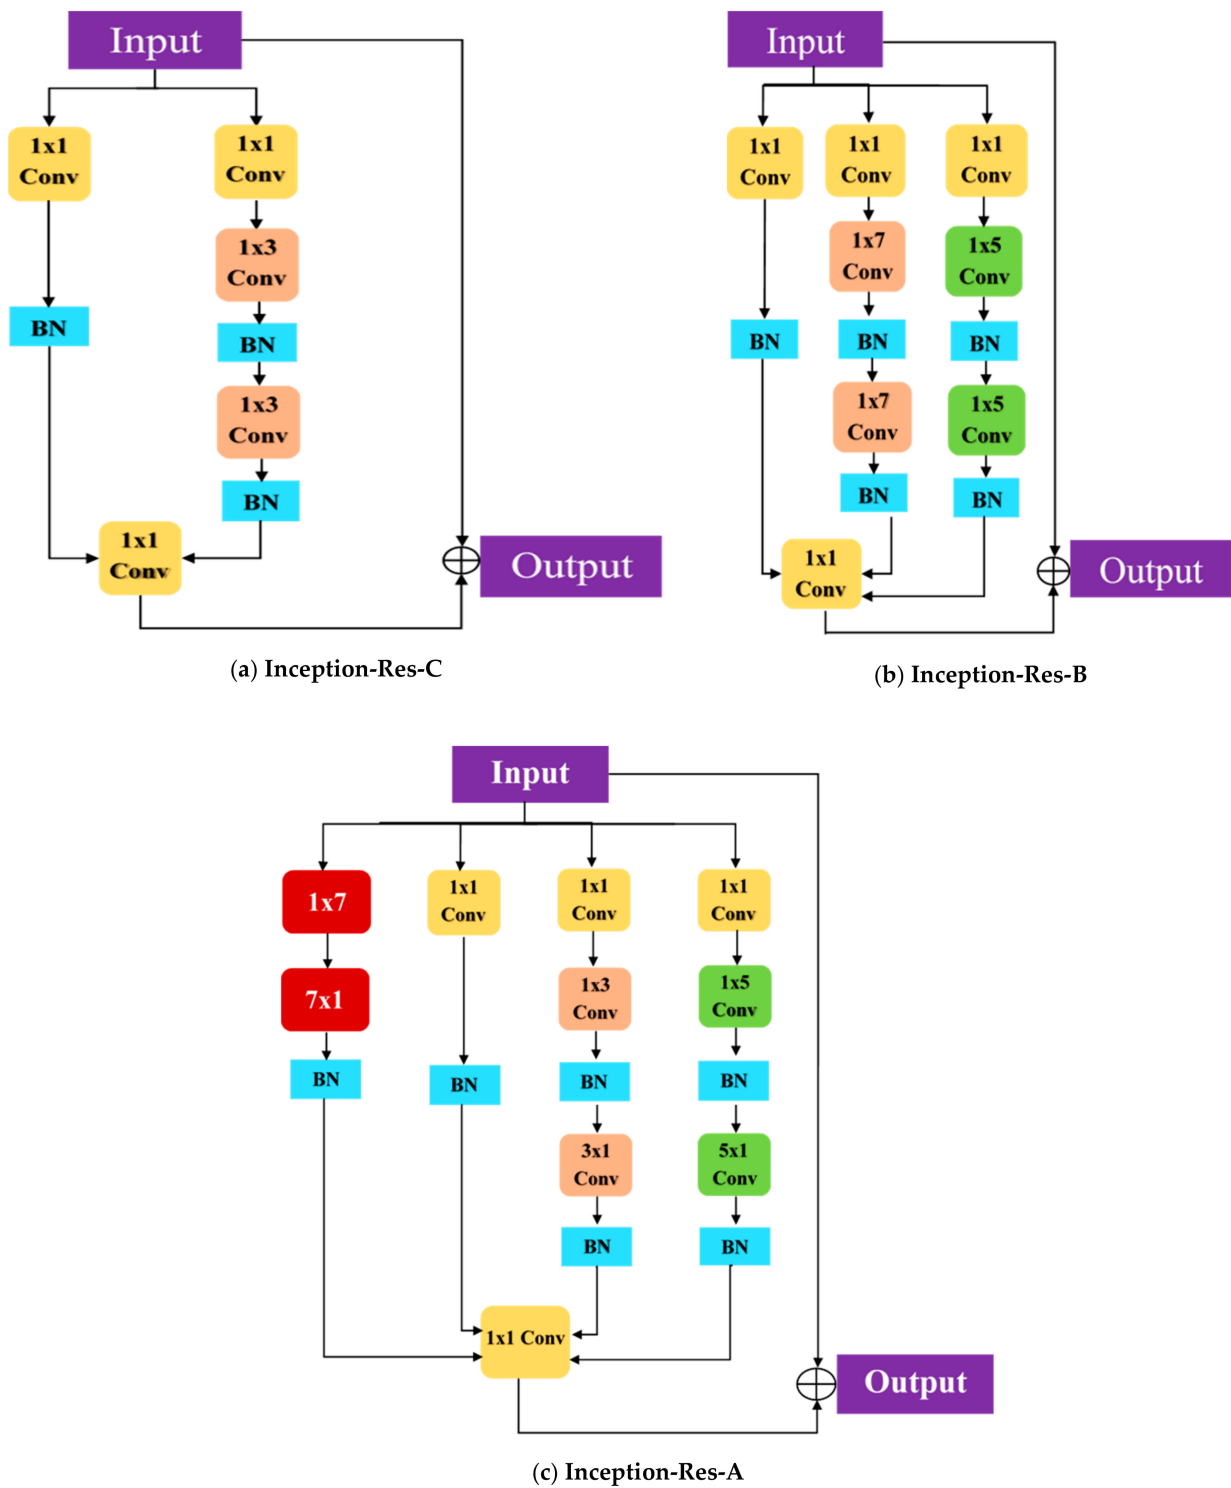 Input
1x1
Conv
1x1
Conv
1x3
Conv
BN
BN
1x3
Conv
BN
1x1
Conv
Output
(a) Inception-Res-C
Input
1x1
Conv
1x1
Conv
1x1
Conv
1x7
Conv
1x5
Conv
BN
BN
BN
1x7
Conv
1x5
Conv
BN
BN
1x1
Conv
Output
(b) Inception-Res-B
Input
1x7
1x1
Conv
1x1
Conv
1x1
Conv
7x1
1x3
Conv
1x5
Conv
BN
BN
BN
BN
3x1
Conv
5x1
Conv
BN
BN
1x1 Conv
Output
(c) Inception-Res-A